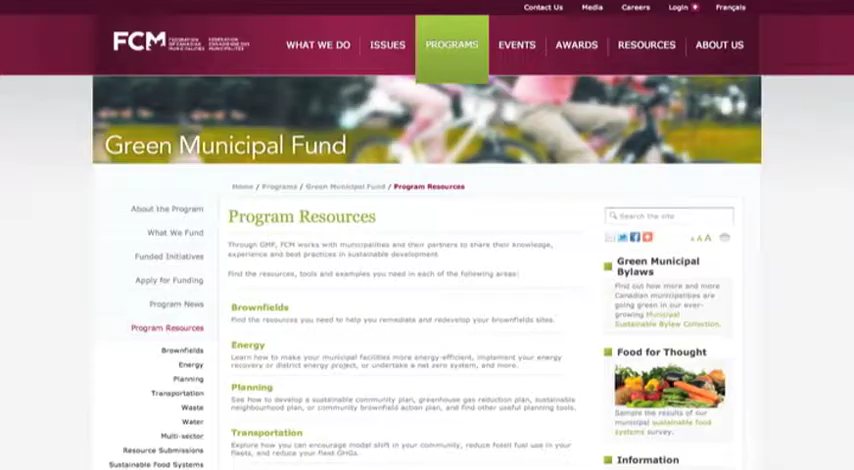 Contact Us Media Careers Login Français
FCM FEDERATION OF CANADIAN MUNICIPALITIES FÉDÉRATION CANADIENNE DES MUNICIPALITÉS
WHAT WE DO ISSUES PROGRAMS EVENTS AWARDS RESOURCES ABOUT US
Green Municipal Fund
Home / Programs / Green Municipal Fund / Program Resources
About the Program
What We Fund
Funded Initiatives
Apply for Funding
Program News
Program Resources
Brownfields
Energy
Planning
Transportation
Waste
Water
Multi-sector
Resource Submissions
Sustainable Food Systems
Program Resources
Through GMF, FCM works with municipalities and their partners to share their knowledge,
experience and best practices in sustainable development
Find the resources, tools and examples you need in each of the following areas:
Brownfields
Find the resources you need to help you remediate and redevelop your brownfields sites.
Energy
Learn how to make your municipal facilities more energy-efficient, implement your energy
recovery or district energy project, or undertake a net zero system, and more.
Planning
See how to develop a sustainable community plan, greenhouse gas reduction plan, sustainable
neighbourhood plan, or community brownfield action plan, and find other useful planning tools.
Transportation
Explore how you can encourage modal shift in your community, reduce fossil fuel use in your
fleets, and reduce your fleet GHGs.
Search the site
A A A
Green Municipal
Bylaws
Find out how more and more
Canadian municipalities are
going green in our ever-
growing Municipal
Sustainable Bylaw Collection.
Food for Thought
Sample the results of our
municipal sustainable food
systems survey.
Information